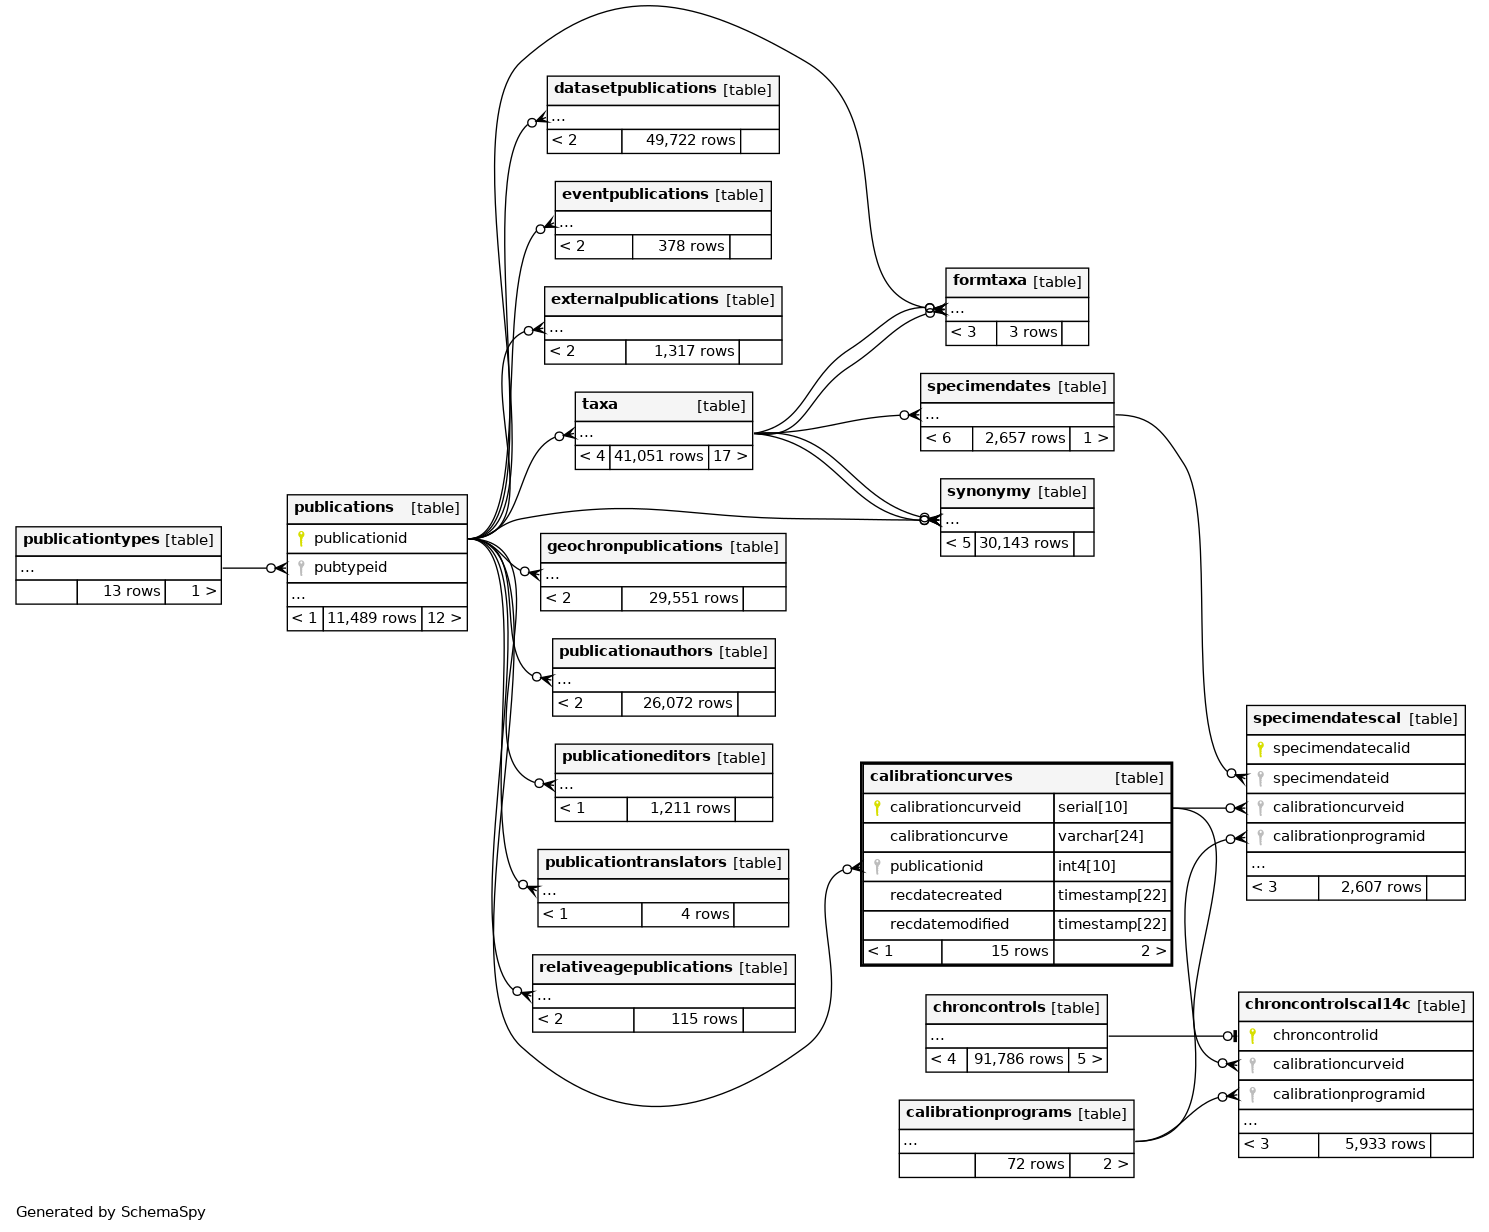 datasetpublications [table]
...
< 2 49,722 rows
eventpublications [table]
...
< 2 378 rows
externalpublications [table]
...
< 2 1,317 rows
taxa [table]
...
< 4 41,051 rows 17 >
formtaxa [table]
...
< 3 3 rows
specimendates [table]
...
< 6 2,657 rows 1 >
synonymy [table]
...
< 5 30,143 rows
publicationtypes [table]
...
13 rows 1 >
publications [table]
publicationid
pubtypeid
...
< 1 11,489 rows 12 >
geochronpublications [table]
...
< 2 29,551 rows
publicationauthors [table]
...
< 2 26,072 rows
publicationeditors [table]
...
< 1 1,211 rows
publicationtranslators [table]
...
< 1 4 rows
relativeagepublications [table]
...
< 2 115 rows
calibrationcurves [table]
calibrationcurveid serial[10]
calibrationcurve varchar[24]
publicationid int4[10]
recdatecreated timestamp[22]
recdatemodified timestamp[22]
< 1 15 rows 2 >
specimendatescal [table]
specimendatecalid
specimendateid
calibrationcurveid
calibrationprogramid
...
< 3 2,607 rows
chroncontrols [table]
...
< 4 91,786 rows 5 >
calibrationprograms [table]
...
72 rows 2 >
chroncontrolscal14c [table]
chroncontrolid
calibrationcurveid
calibrationprogramid
...
< 3 5,933 rows
Generated by SchemaSpy